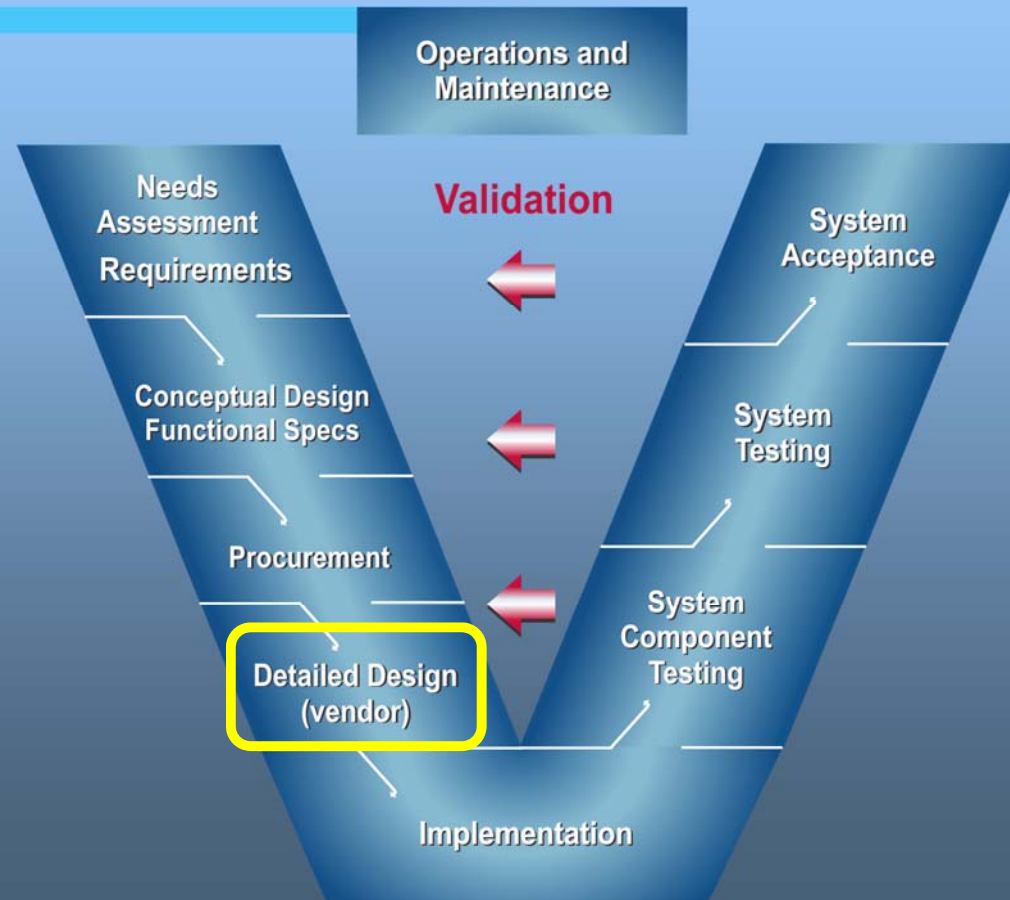 Operations and
Maintenance
Validation
Needs
Assessment
Requirements
Conceptual Design
Functional Specs
Procurement
Detailed Design
(vendor)
Implementation
System
Component
Testing
System
Testing
System
Acceptance